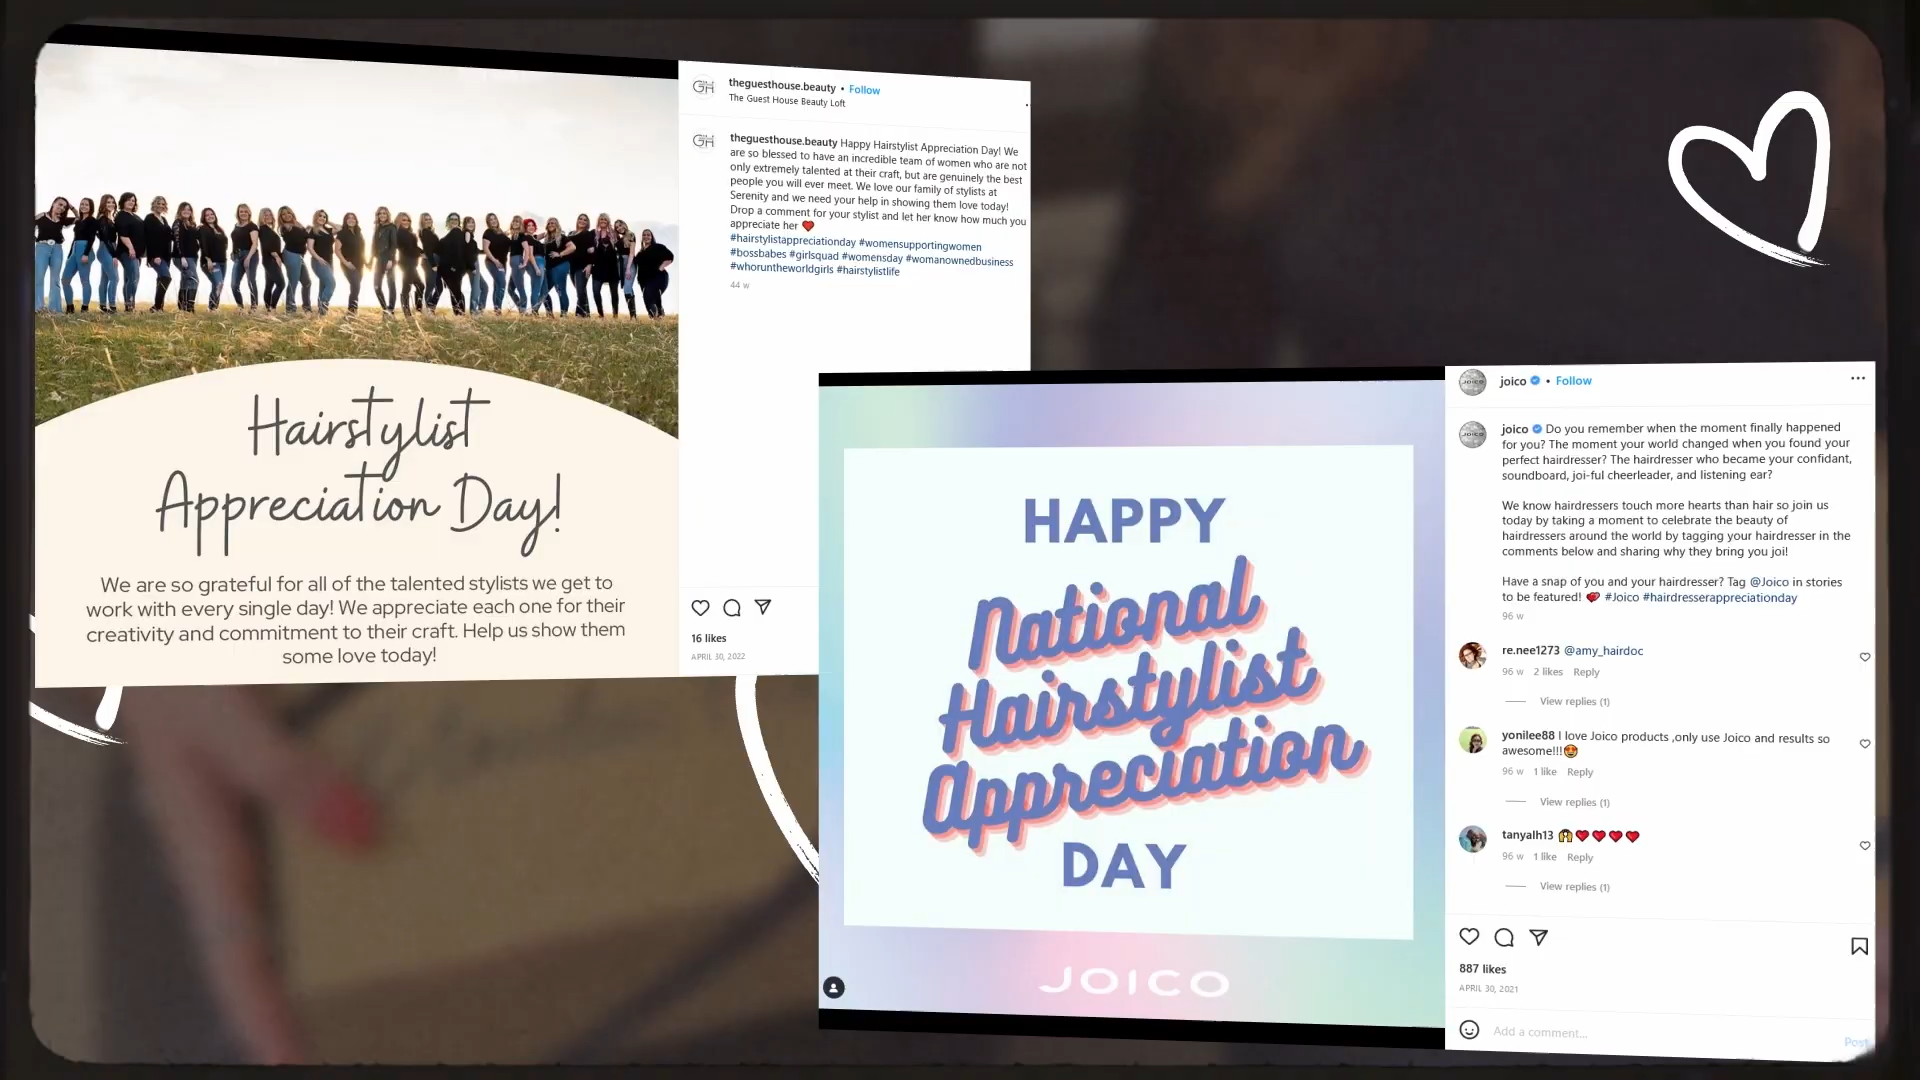 Hairstylist
Appreciation Day!
We are so grateful for all of the talented stylists we get to
work with every single day! We appreciate each one for their
creativity and commitment to their craft. Help us show them
some love today!
GH
theguesthouse.beauty • Follow
The Guest House Beauty Loft
GH
theguesthouse.beauty Happy Hairstylist Appreciation Day! We
are so blessed to have an incredible team of women who are not
only extremely talented at their craft, but are genuinely the best
people you will ever meet. We love our family of stylists at
Serenity and we need your help in showing them love today!
Drop a comment for your stylist and let her know how much you
appreciate her ❤️
#hairstylistappreciationday #womensupportingwomen
#bossbabes #girlsquad #womensday #womanownedbusiness
#whoruntheworldgirls #hairstylistlife
44 w
16 likes
APRIL 30, 2022
HAPPY
National
Hairstylist
Appreciation
DAY
JOICO
JOICO
joico • Follow
JOICO
joico Do you remember when the moment finally happened
for you? The moment your world changed when you found your
perfect hairdresser? The hairdresser who became your confidant,
soundboard, joi-ful cheerleader, and listening ear?
We know hairdressers touch more hearts than hair so join us
today by taking a moment to celebrate the beauty of
hairdressers around the world by tagging your hairdresser in the
comments below and sharing why they bring you joi!
Have a snap of you and your hairdresser? Tag @Joico in stories
to be featured! 💝 #Joico #hairdresserappreciationday
96 w
re.nee1273 @amy_hairdoc
96 w 2 likes Reply
View replies (1)
yonilee88 I love Joico products ,only use Joico and results so
awesome!!!😍
96 w 1 like Reply
View replies (1)
tanyalh13 🙌❤️❤️❤️❤️
96 w 1 like Reply
View replies (1)
887 likes
APRIL 30, 2021
Add a comment...
Post